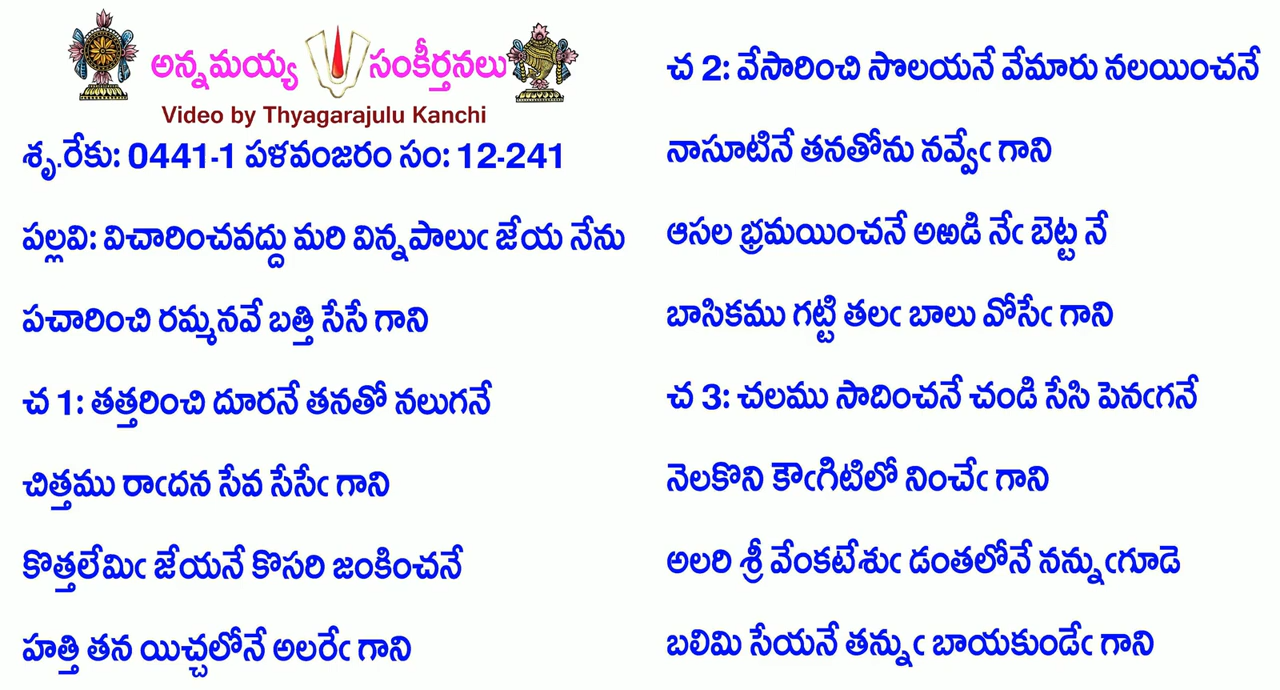 అన్నమయ్య సంకీర్తనలు
Video by Thyagarajulu Kanchi
శృ.రేకు: 0441-1 పళవంజరం సం: 12-241
పల్లవి: విచారించవద్దు మరి విన్నపాలుఁ జేయ నేను
పచారించి రమ్మనవే బత్తి సేసే గాని
చ 1: తత్తరించి దూరనే తనతో నలుగనే
చిత్తము రాఁదన సేవ సేసేఁ గాని
కొత్తలేమిఁ జేయనే కొసరి జంకించనే
హత్తి తన యిచ్చలోనే అలరేఁ గాని
చ 2: వేసారించి సొలయనే వేమారు నలయించనే
నాసూటినే తనతోను నవ్వేఁ గాని
ఆసల భ్రమయించనే అఱడి నేఁ బెట్ట నే
బాసికము గట్టి తలఁ బాలు వోసేఁ గాని
చ 3: చలము సాదించనే చండి సేసి పెనఁగనే
నెలకొని కౌఁగిటిలో నించేఁ గాని
అలరి శ్రీ వేంకటేశుఁ డంతలోనే నన్నుఁగూడె
బలిమి సేయనే తన్నుఁ బాయకుండేఁ గాని